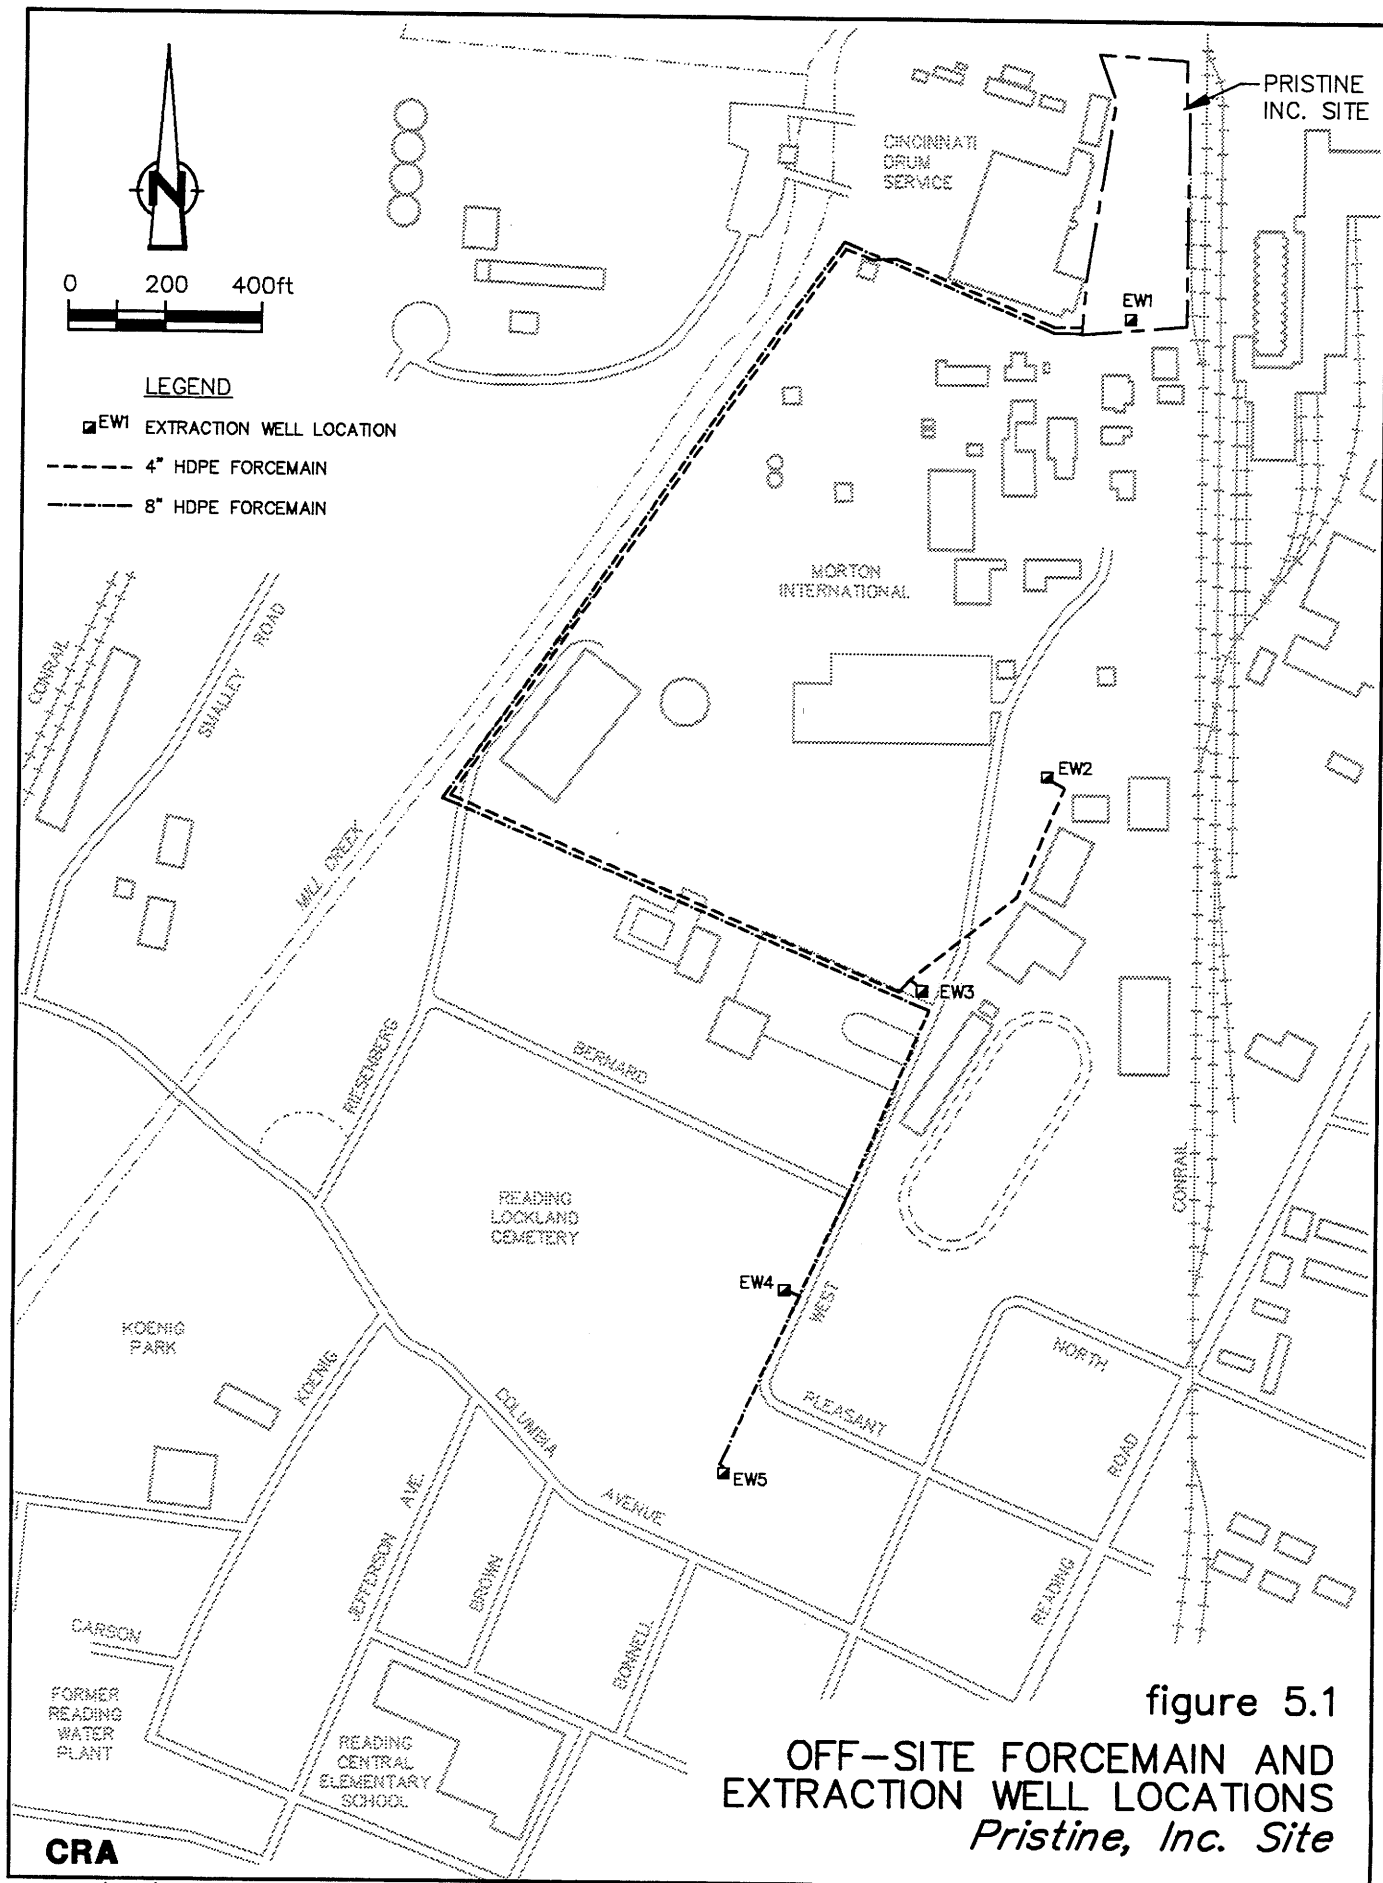 PRISTINE
INC. SITE
CINCINNATI
DRUM
SERVICE
N
EW1
0 200 400ft
LEGEND
EW1 EXTRACTION WELL LOCATION
4" HDPE FORCEMAIN
8" HDPE FORCEMAIN
MORTON
INTERNATIONAL
CONRAIL
SMALLEY ROAD
EW2
MILL CREEK
EW3
RIESENBERG
BERNARD
CONRAIL
READING
LOCKLAND
CEMETERY
EW4
WEST
KOENIG
PARK
KOENIG
NORTH
COLUMBIA AVENUE
PLEASANT
EW5
READING ROAD
JEFFERSON AVE.
BROWN
BONNELL
CARSON
FORMER
READING
WATER
PLANT
READING
CENTRAL
ELEMENTARY
SCHOOL
figure 5.1
OFF-SITE FORCEMAIN AND
EXTRACTION WELL LOCATIONS
Pristine, Inc. Site
CRA